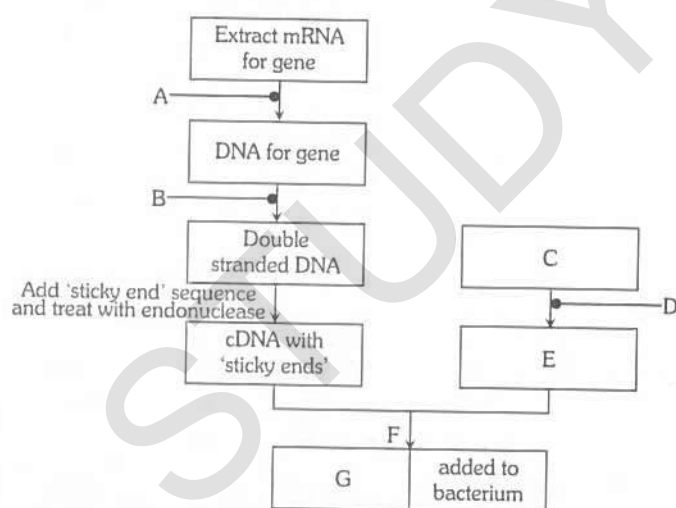 Extract mRNA
for gene
A
DNA for gene
B
Double
stranded DNA
C
Add 'sticky end' sequence
and treat with endonuclease
D
cDNA with
'sticky ends'
E
F
G
added to
bacterium
STUDY